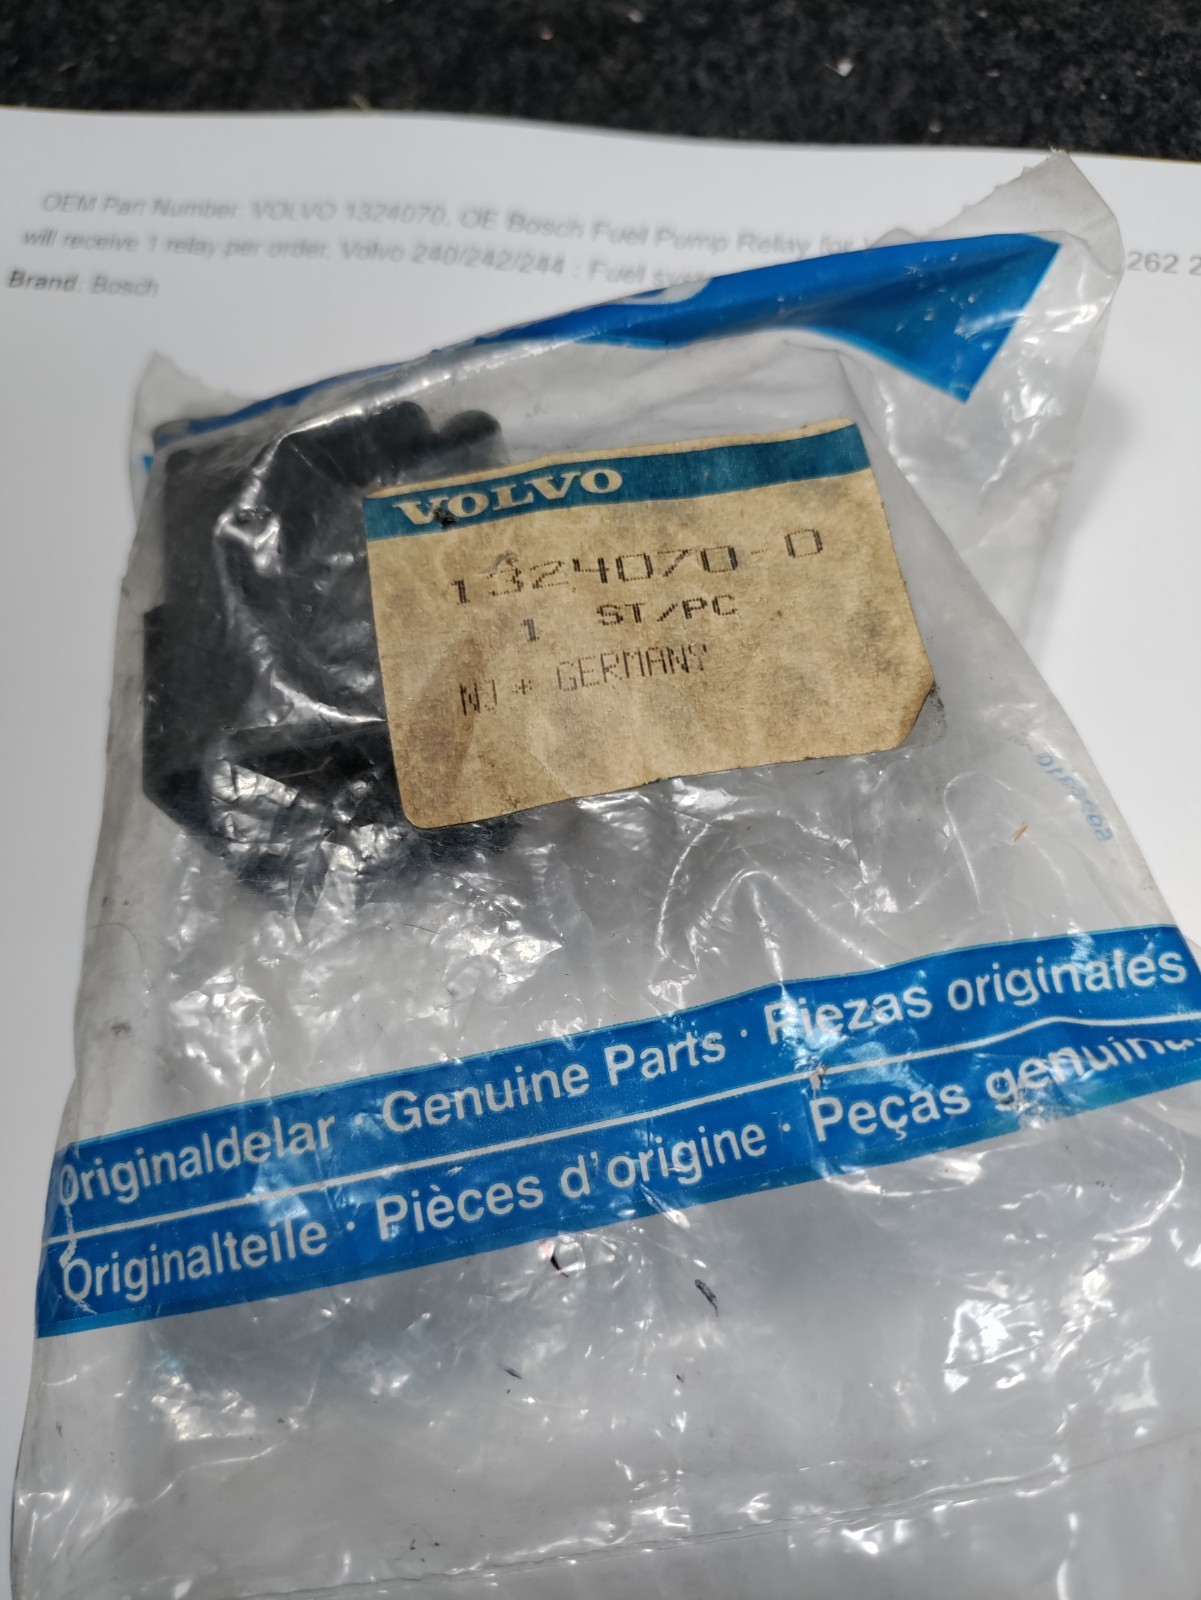 OEM Part Number. VOLVO 1324070. OE Bosch Fuel Pump Relay for
262
will receive 1 relay per order. Volvo 240/242/244 : Fuel
Brand. Bosch
VOLVO
1324070-0
1 ST/PC
NJ * GERMANY
Originaldelar · Genuine Parts · Piezas originales
Originalteile · Pièces d'origine · Peças